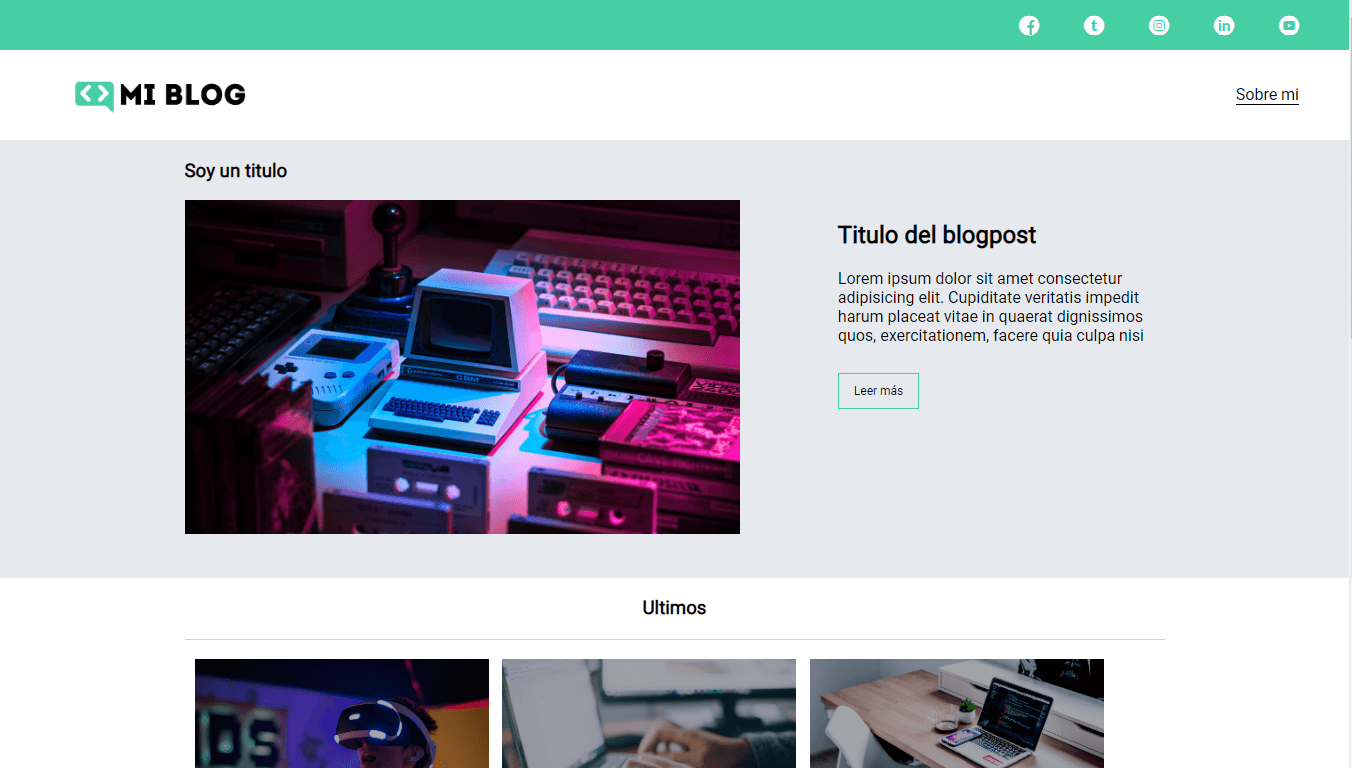 MI BLOG
Sobre mi
Soy un titulo
CBM
Titulo del blogpost
Lorem ipsum dolor sit amet consectetur
adipisicing elit. Cupiditate veritatis impedit
harum placeat vitae in quaerat dignissimos
quos, exercitationem, facere quia culpa nisi
Leer más
Ultimos